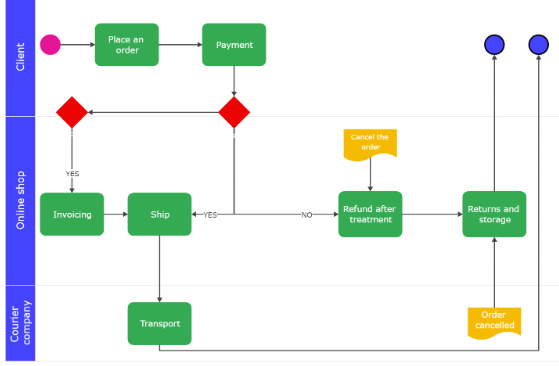 Client
Place an
order
Payment
Online shop
YES
Cancel the
order
Invoicing
Ship
YES
NO
Refund after
treatment
Returns and
storage
Courier
company
Transport
Order
cancelled